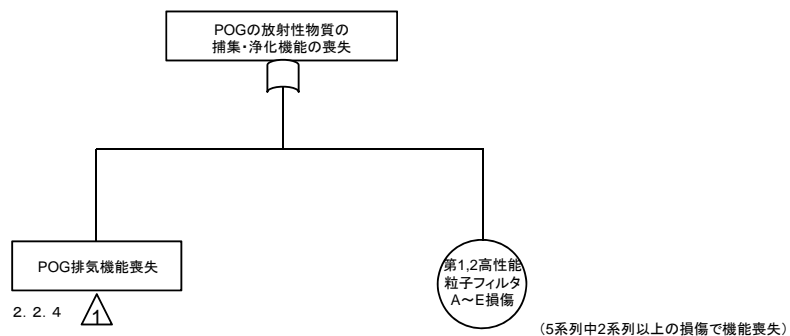 POGの放射性物質の
捕集・浄化機能の喪失
POG排気機能喪失
第1,2高性能
粒子フィルタ
A～E損傷
2．2．4
1
(5系列中2系列以上の損傷で機能喪失)